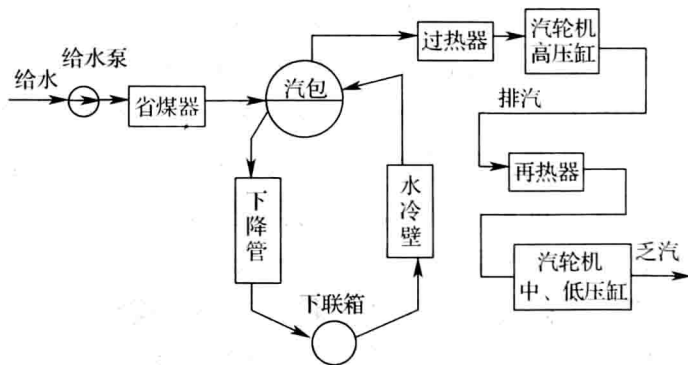 给水
给水泵
省煤器
汽包
过热器
汽轮机
高压缸
排汽
再热器
下
降
管
水
冷
壁
下联箱
汽轮机
中、低压缸
乏汽